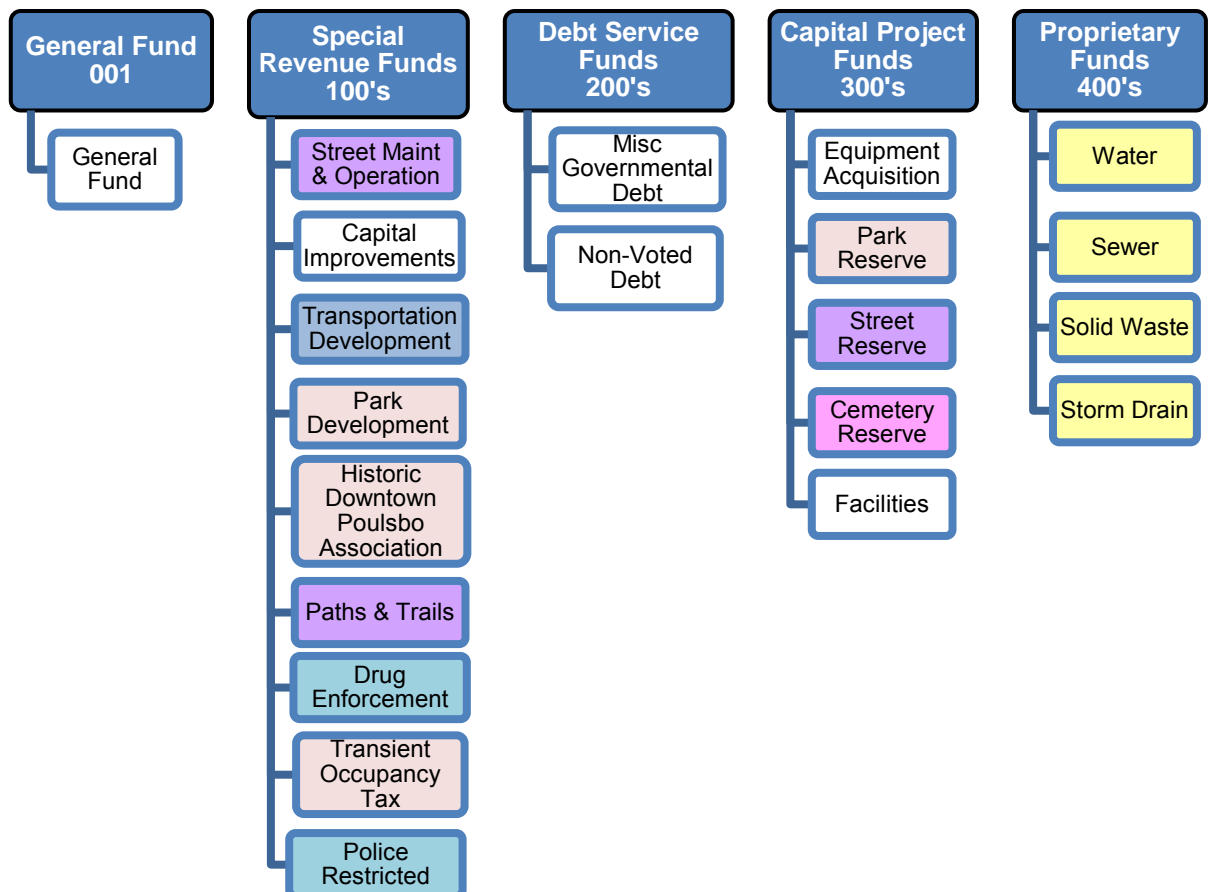 General Fund
001
General
Fund
Special
Revenue Funds
100's
Street Maint
& Operation
Capital
Improvements
Transportation
Development
Park
Development
Historic
Downtown
Poulsbo
Association
Paths & Trails
Drug
Enforcement
Transient
Occupancy
Tax
Police
Restricted
Debt Service
Funds
200's
Misc
Governmental
Debt
Non-Voted
Debt
Capital Project
Funds
300's
Equipment
Acquisition
Park
Reserve
Street
Reserve
Cemetery
Reserve
Facilities
Proprietary
Funds
400's
Water
Sewer
Solid Waste
Storm Drain